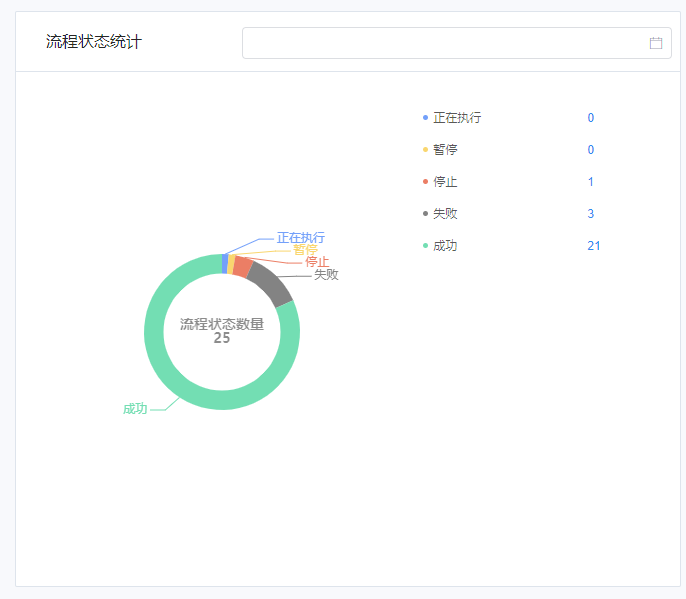 流程状态统计
正在执行 0
暂停 0
停止 1
失败 3
成功 21
正在执行
暂停
停止
失败
流程状态数量
25
成功